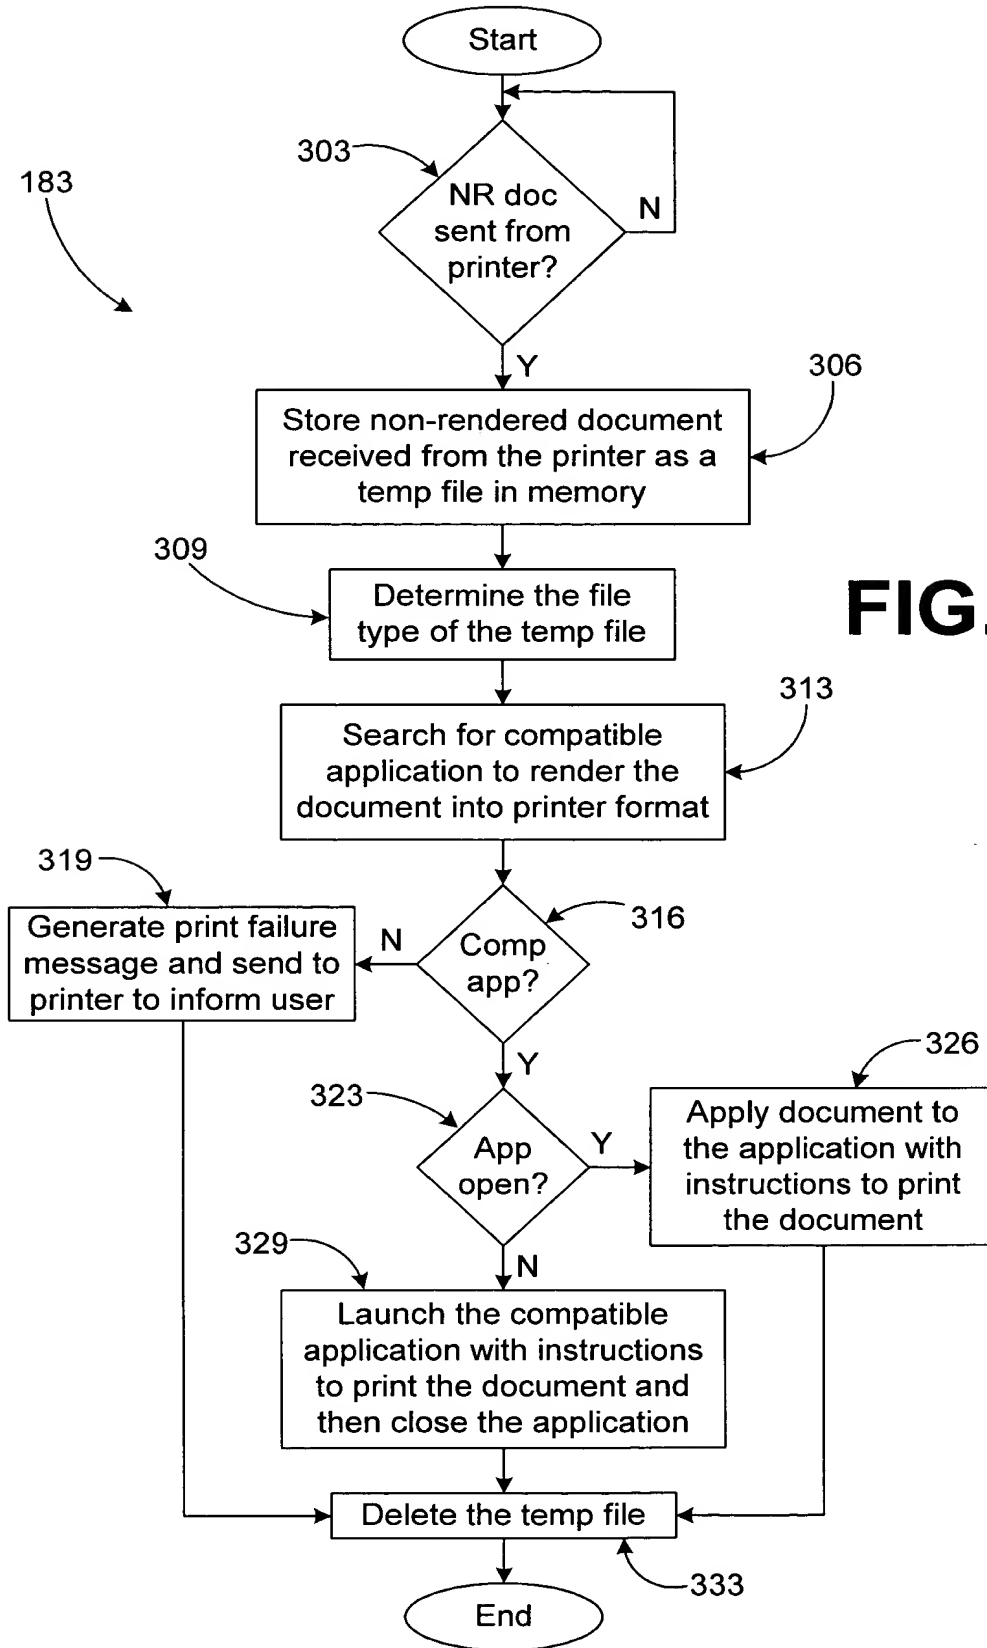 Start
303
NR doc
sent from
printer?
N
183
Y
306
Store non-rendered document
received from the printer as a
temp file in memory
309
Determine the file
type of the temp file
FIG.
313
Search for compatible
application to render the
document into printer format
319
316
Generate print failure
message and send to
printer to inform user
N
Comp
app?
Y
326
323
App
open?
Y
Apply document to
the application with
instructions to print
the document
329
N
Launch the compatible
application with instructions
to print the document and
then close the application
Delete the temp file
333
End